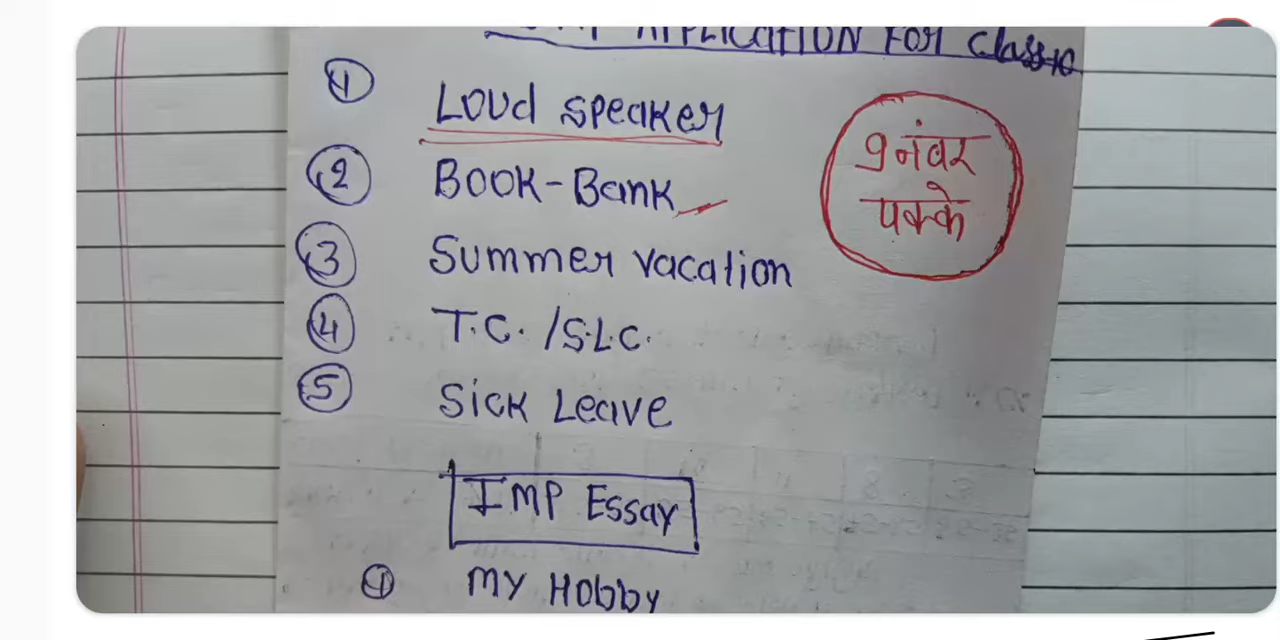 APPLICATION FOR Class-10
1 Loud speaker
9 नंबर
पक्के
2 Book-Bank
3 Summer vacation
4 T.C. /S.L.C.
5 Sick Leave
IMP Essay
1 My Hobby